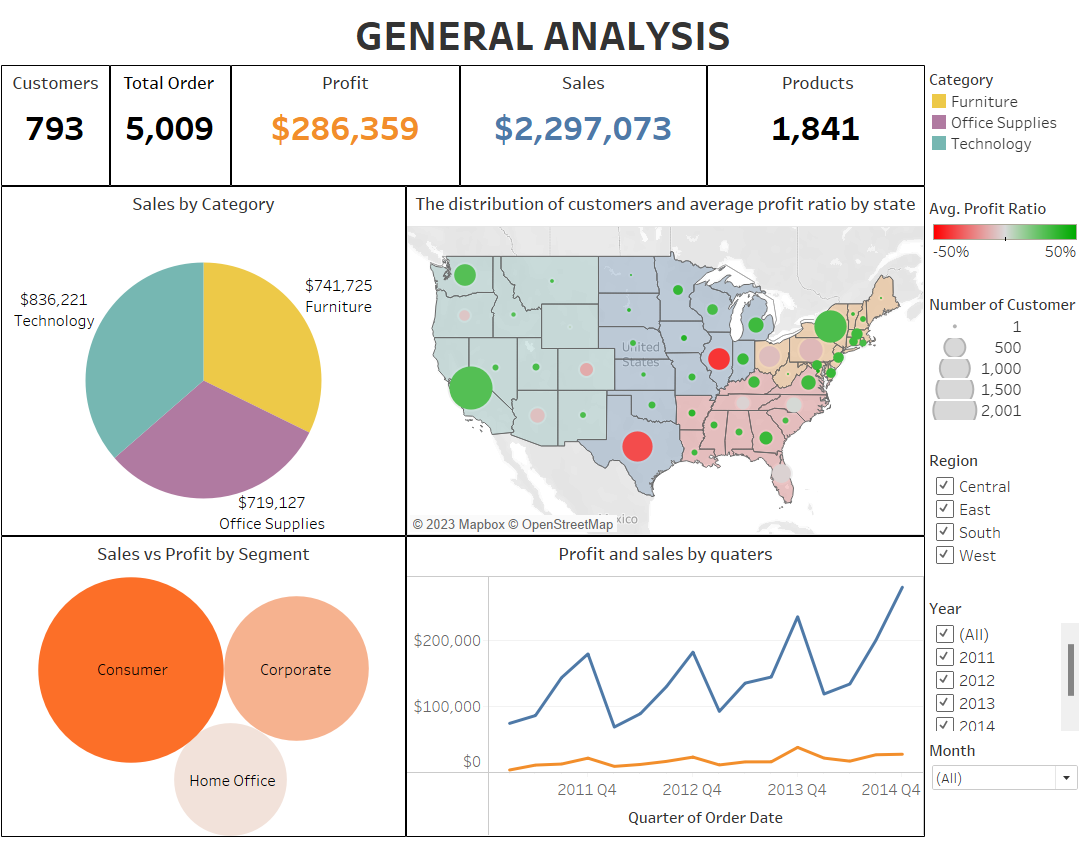 GENERAL ANALYSIS
Customers
793
Total Order
5,009
Profit
$286,359
Sales
$2,297,073
Products
1,841
Category
Furniture
Office Supplies
Technology
Avg. Profit Ratio
-50% 50%
Number of Customer
1
500
1,000
1,500
2,001
Region
Central
East
South
West
Year
(All)
2011
2012
2013
2014
Month
(All)
Sales by Category
$836,221
Technology
$741,725
Furniture
$719,127
Office Supplies
The distribution of customers and average profit ratio by state
United
States
© 2023 Mapbox © OpenStreetMap
Sales vs Profit by Segment
Consumer
Corporate
Home Office
Profit and sales by quaters
$200,000
$100,000
$0
2011 Q4 2012 Q4 2013 Q4 2014 Q4
Quarter of Order Date